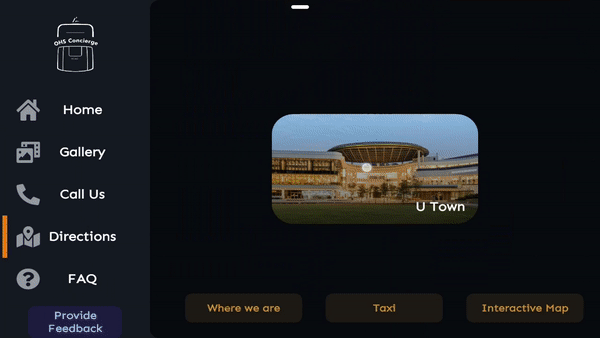 OHS Concierge
Home
Gallery
Call Us
Directions
FAQ
Provide
Feedback
U Town
Where we are
Taxi
Interactive Map